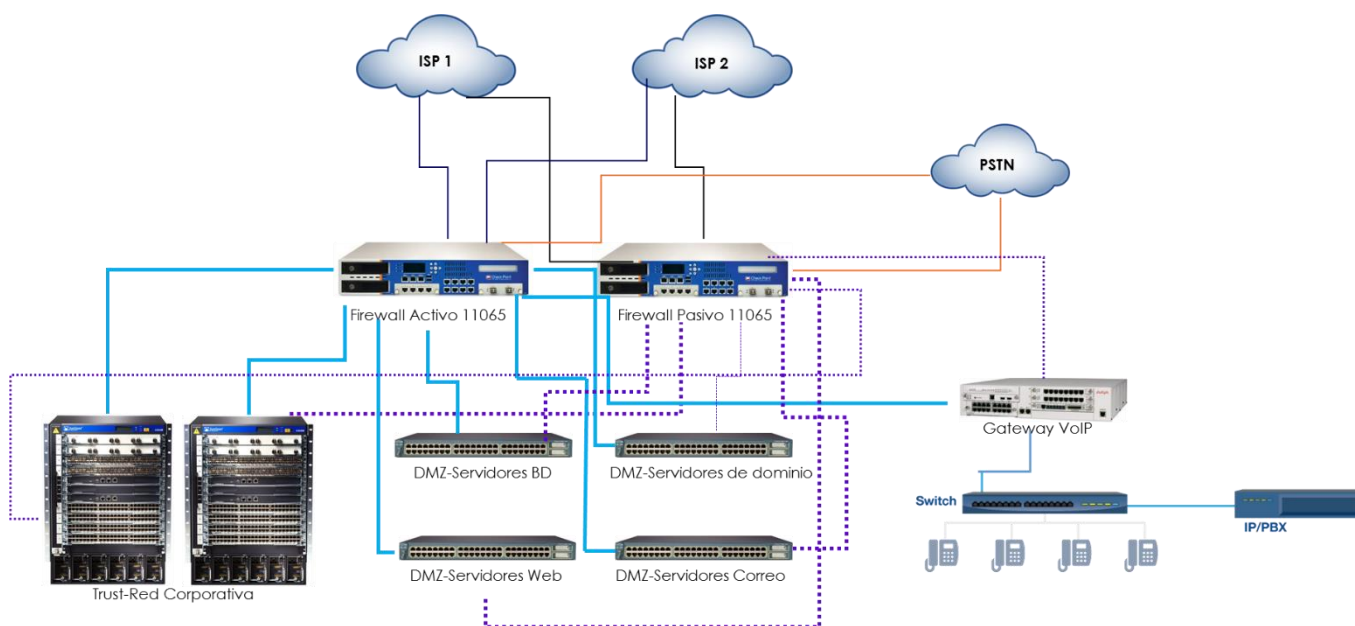 ISP 1
ISP 2
PSTN
Firewall Activo 11065
Firewall Pasivo 11065
Gateway VoIP
DMZ-Servidores BD
DMZ-Servidores de dominio
Switch
IP/PBX
DMZ-Servidores Web
DMZ-Servidores Correo
Trust-Red Corporativa